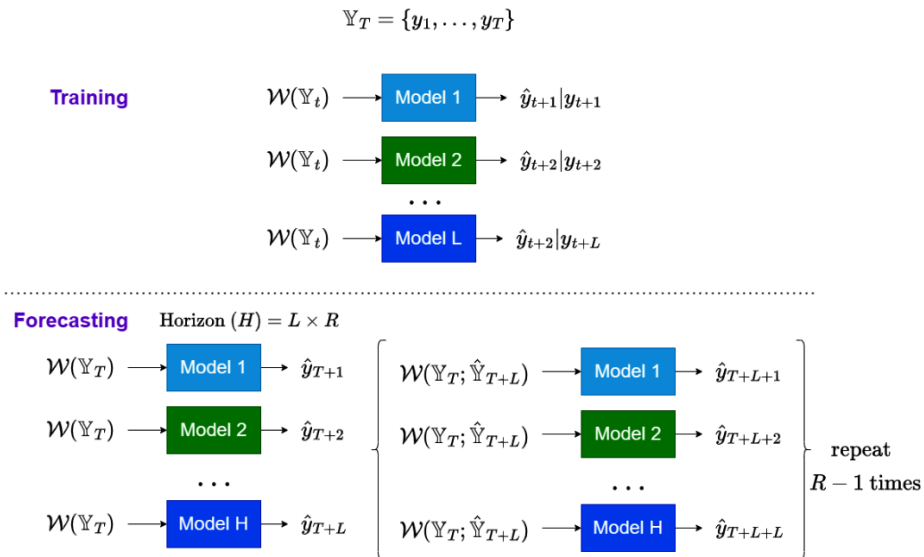 𝕐_T = {y_1, . . . , y_T}
Training
𝒲(𝕐_t) Model 1 ŷ_{t+1}|y_{t+1}
𝒲(𝕐_t) Model 2 ŷ_{t+2}|y_{t+2}
. . .
𝒲(𝕐_t) Model L ŷ_{t+2}|y_{t+L}
Forecasting Horizon (H) = L × R
𝒲(𝕐_T) Model 1 ŷ_{T+1} 𝒲(𝕐_T; 𝕐̂_{T+L}) Model 1 ŷ_{T+L+1}
𝒲(𝕐_T) Model 2 ŷ_{T+2} 𝒲(𝕐_T; 𝕐̂_{T+L}) Model 2 ŷ_{T+L+2}
repeat
R − 1 times
. . . . . .
𝒲(𝕐_T) Model H ŷ_{T+L} 𝒲(𝕐_T; 𝕐̂_{T+L}) Model H ŷ_{T+L+L}